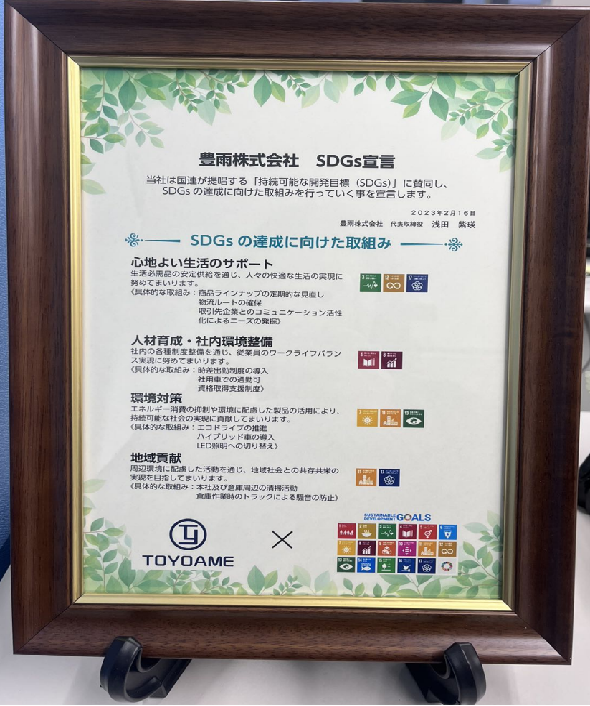 豊雨株式会社 SDGs宣言
当社は国連が提唱する「持続可能な開発目標（SDGs）」に賛同し、
SDGsの達成に向けた取組みを行っていく事を宣言します。
2023年2月16日
豊雨株式会社 代表取締役 浅田 紫瑛
SDGs の達成に向けた取組み
心地よい生活のサポート
生活必需品の安定供給を通じ、人々の快適な生活の実現に
努めてまいります。
〈具体的な取組み：商品ラインナップの定期的な見直し
物流ルートの確保
取引先企業とのコミュニケーション活性
化によるニーズの発掘〉
人材育成・社内環境整備
社内の各種制度整備を通じ、従業員のワークライフバラン
ス実現に努めてまいります。
〈具体的な取組み：時差出勤制度の導入
社用車での通勤可
資格取得支援制度〉
環境対策
エネルギー消費の抑制や環境に配慮した製品の活用により、
持続可能な社会の実現に貢献してまいります。
〈具体的な取組み：エコドライブの推進
ハイブリッド車の導入
LED照明への切り替え〉
地域貢献
周辺環境に配慮した活動を通じ、地域社会との共存共栄の
実現を目指してまいります。
〈具体的な取組み：本社及び倉庫周辺の清掃活動
倉庫作業時のトラックによる騒音の防止〉
TOYOAME
×
SUSTAINABLE
DEVELOPMENT GOALS